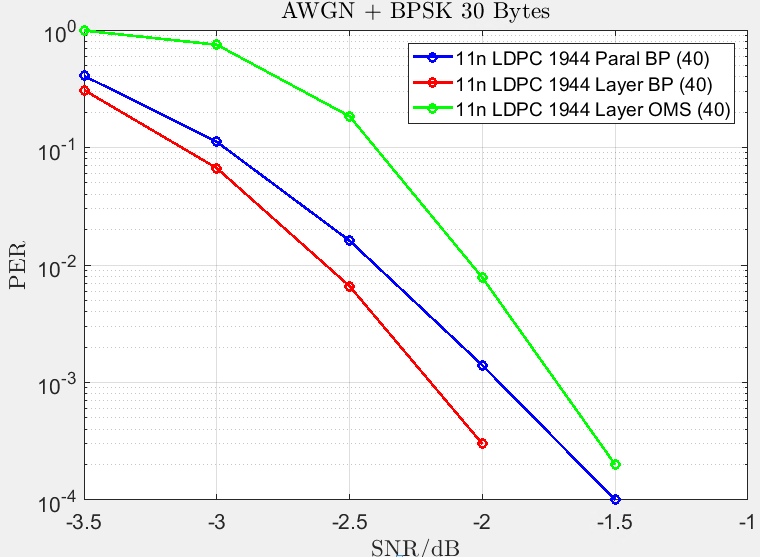 AWGN + BPSK 30 Bytes
11n LDPC 1944 Paral BP (40)
11n LDPC 1944 Layer BP (40)
11n LDPC 1944 Layer OMS (40)
PER
10^0
10^-1
10^-2
10^-3
10^-4
-3.5 -3 -2.5 -2 -1.5 -1
SNR/dB